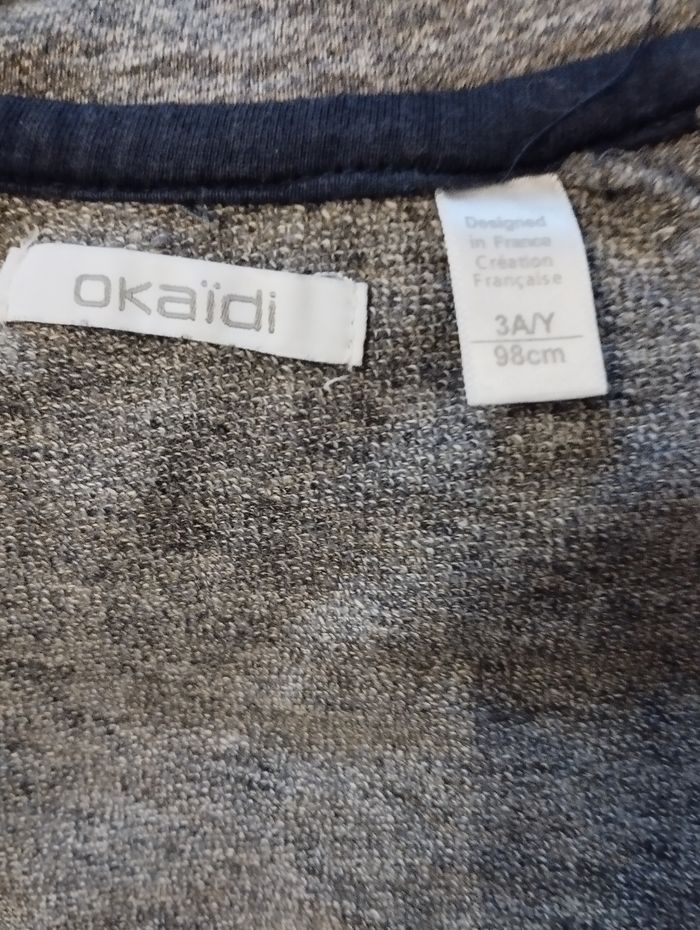 okaïdi
Designed
in France
Création
Française
3A/Y
98cm